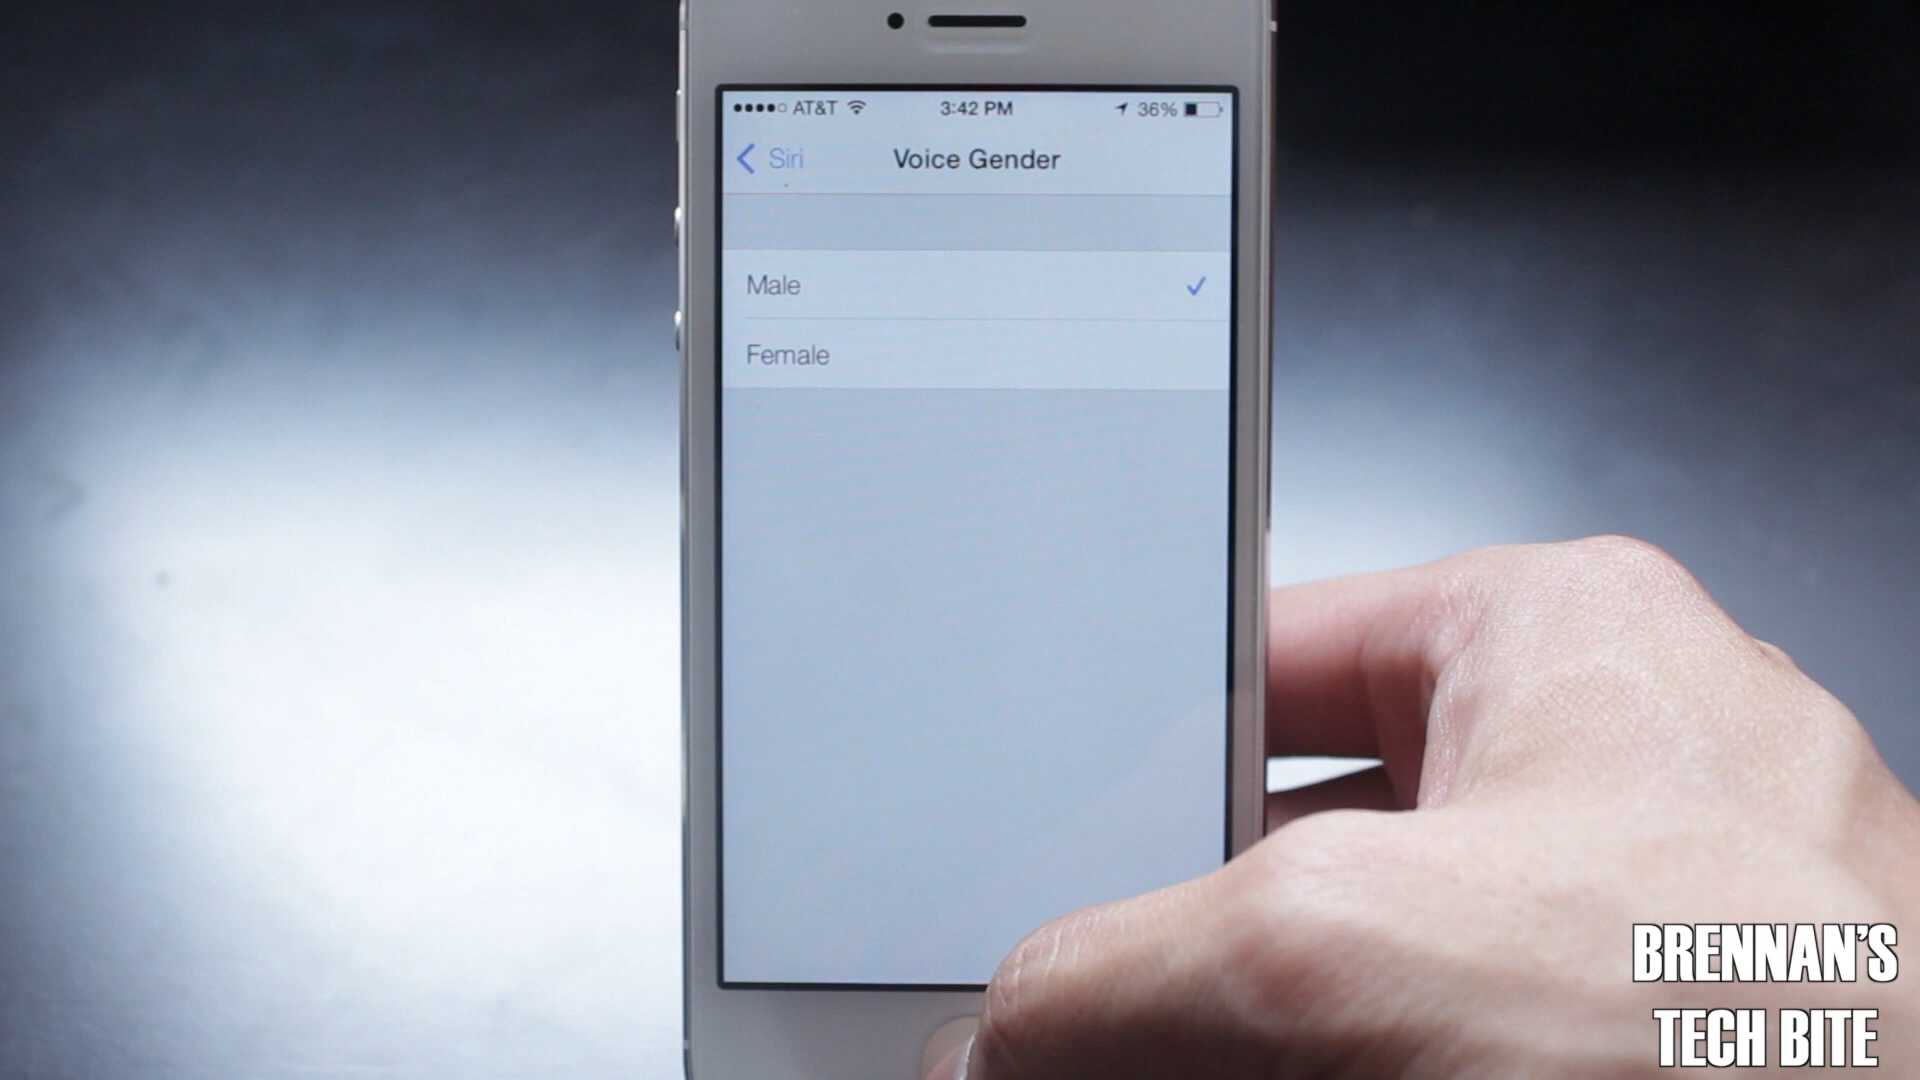 AT&T 3:42 PM 36%
Siri Voice Gender
Male
Female
BRENNAN'S
TECH BITE